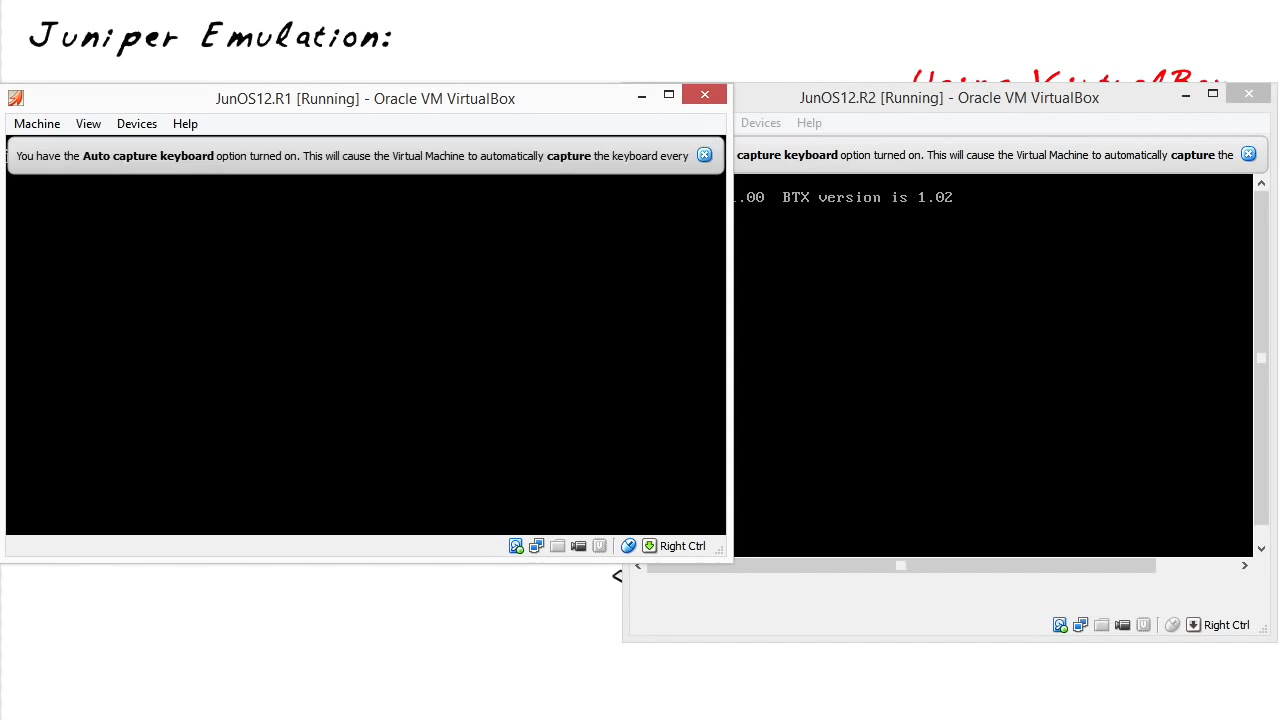 Juniper Emulation:
Using VirtualBox
JunOS12.R1 [Running] - Oracle VM VirtualBox
Machine View Devices Help
You have the Auto capture keyboard option turned on. This will cause the Virtual Machine to automatically capture the keyboard every
Right Ctrl
JunOS12.R2 [Running] - Oracle VM VirtualBox
Devices Help
capture keyboard option turned on. This will cause the Virtual Machine to automatically capture the
.00 BTX version is 1.02
Right Ctrl